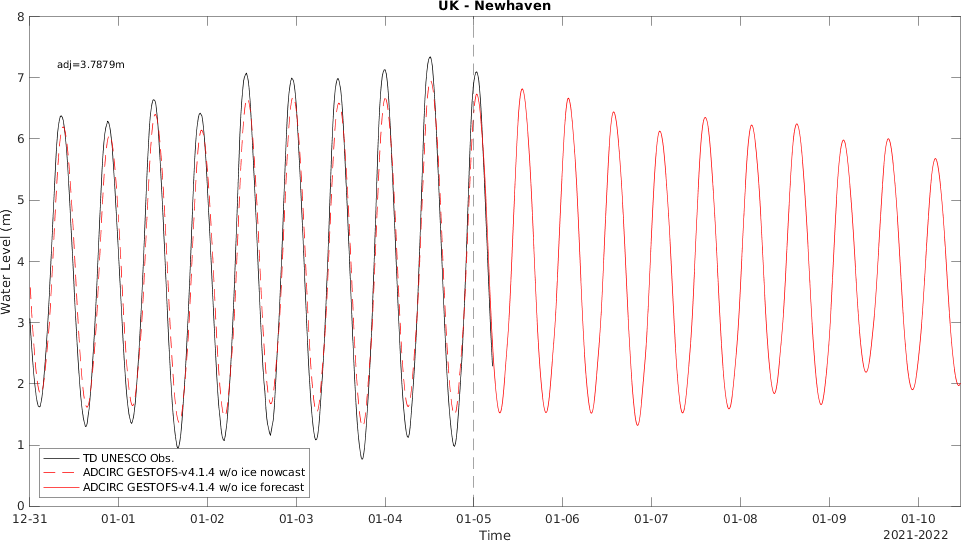 UK - Newhaven
adj=3.7879m
8
7
6
5
4
3
2
1
0
Water Level (m)
TD UNESCO Obs.
ADCIRC GESTOFS-v4.1.4 w/o ice nowcast
ADCIRC GESTOFS-v4.1.4 w/o ice forecast
12-31 01-01 01-02 01-03 01-04 01-05 01-06 01-07 01-08 01-09 01-10
Time
2021-2022